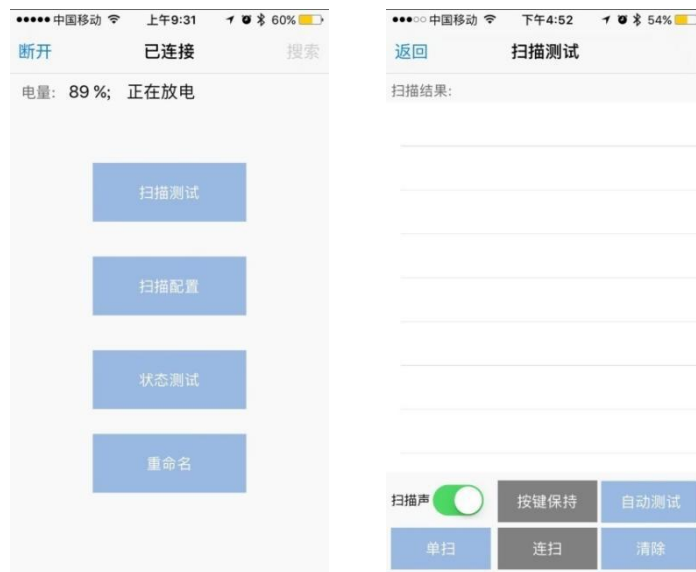 中国移动 上午9:31 60%
断开 已连接 搜索
电量: 89 %; 正在放电
扫描测试
扫描配置
状态测试
重命名
中国移动 下午4:52 54%
返回 扫描测试
扫描结果:
扫描声 按键保持 自动测试
单扫 连扫 清除